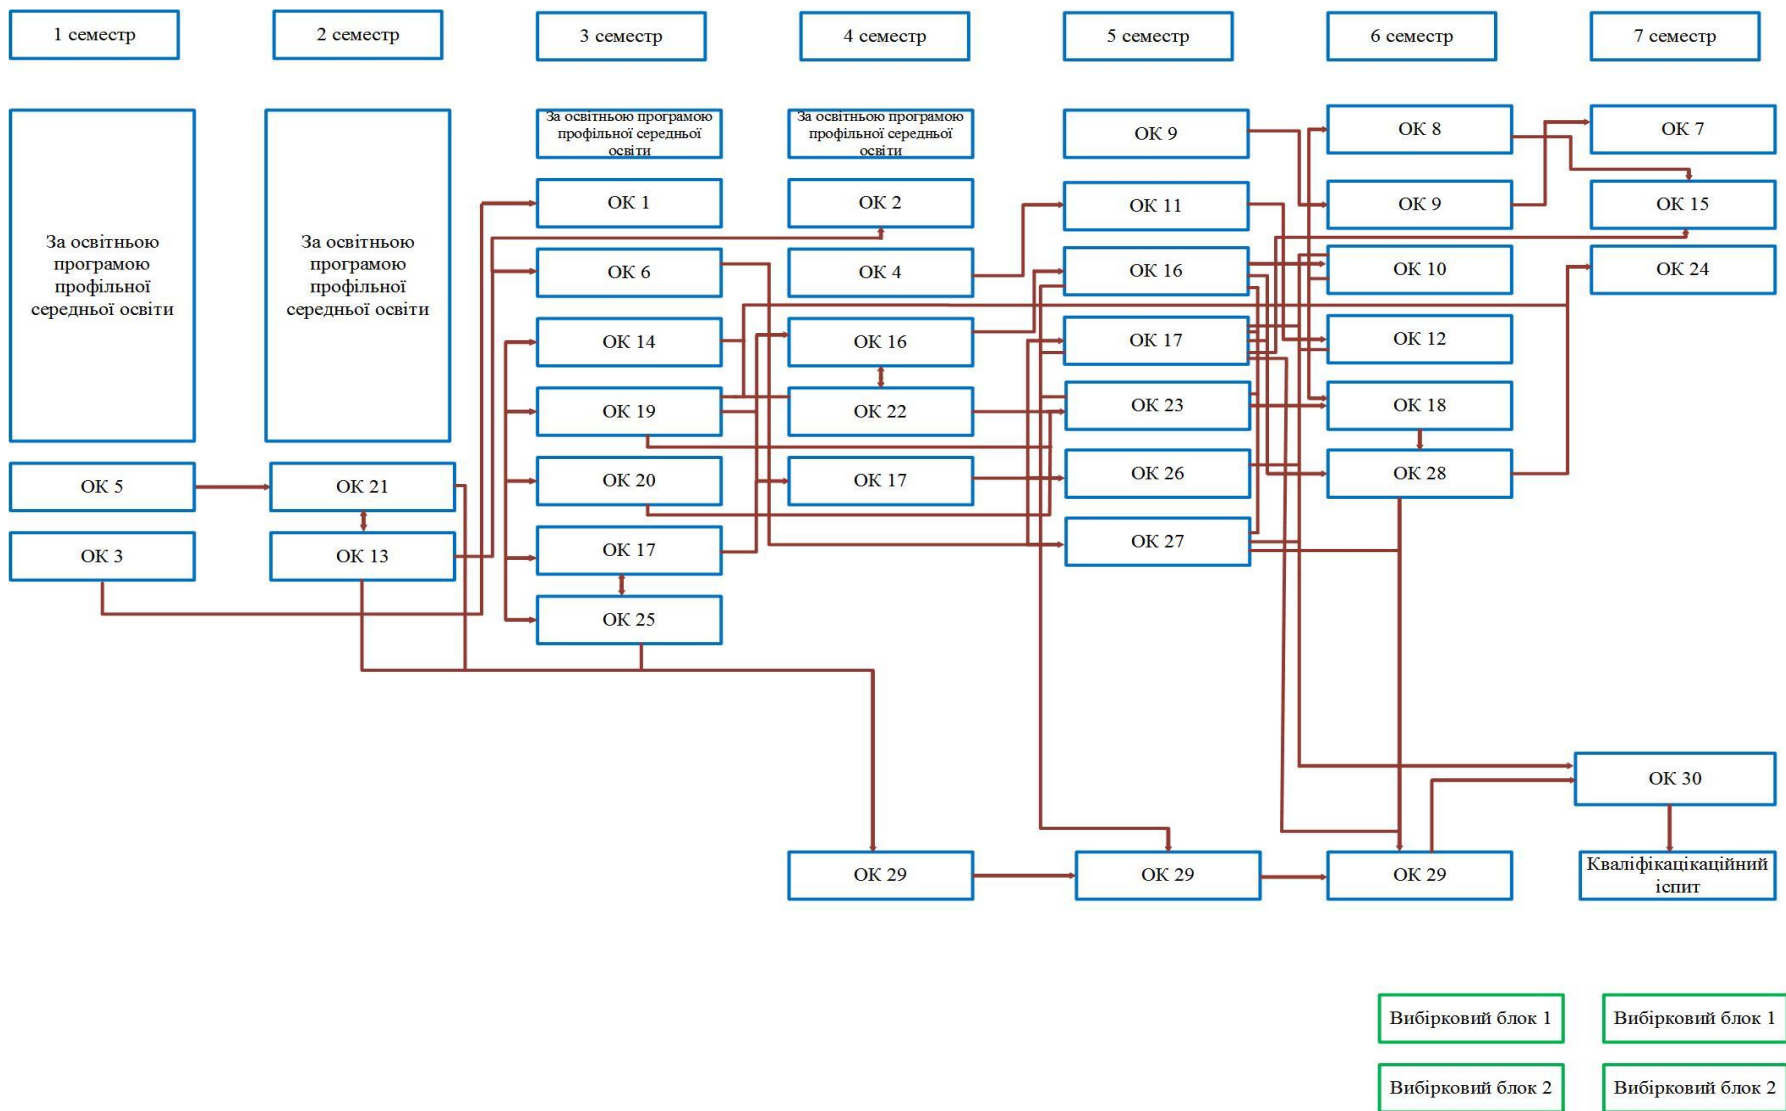 1 семестр
2 семестр
3 семестр
4 семестр
5 семестр
6 семестр
7 семестр
За освітньою
програмою
профільної
середньої освіти
ОК 5
ОК 3
За освітньою
програмою
профільної
середньої освіти
ОК 21
ОК 13
За освітньою програмою
профільної середньої
освіти
ОК 1
ОК 6
ОК 14
ОК 19
ОК 20
ОК 17
ОК 25
За освітньою програмою
профільної середньої
освіти
ОК 2
ОК 4
ОК 16
ОК 22
ОК 17
ОК 29
ОК 9
ОК 11
ОК 16
ОК 17
ОК 23
ОК 26
ОК 27
ОК 29
ОК 8
ОК 9
ОК 10
ОК 12
ОК 18
ОК 28
ОК 29
ОК 7
ОК 15
ОК 24
ОК 30
Кваліфікацікаційний
іспит
Вибірковий блок 1
Вибірковий блок 1
Вибірковий блок 2
Вибірковий блок 2